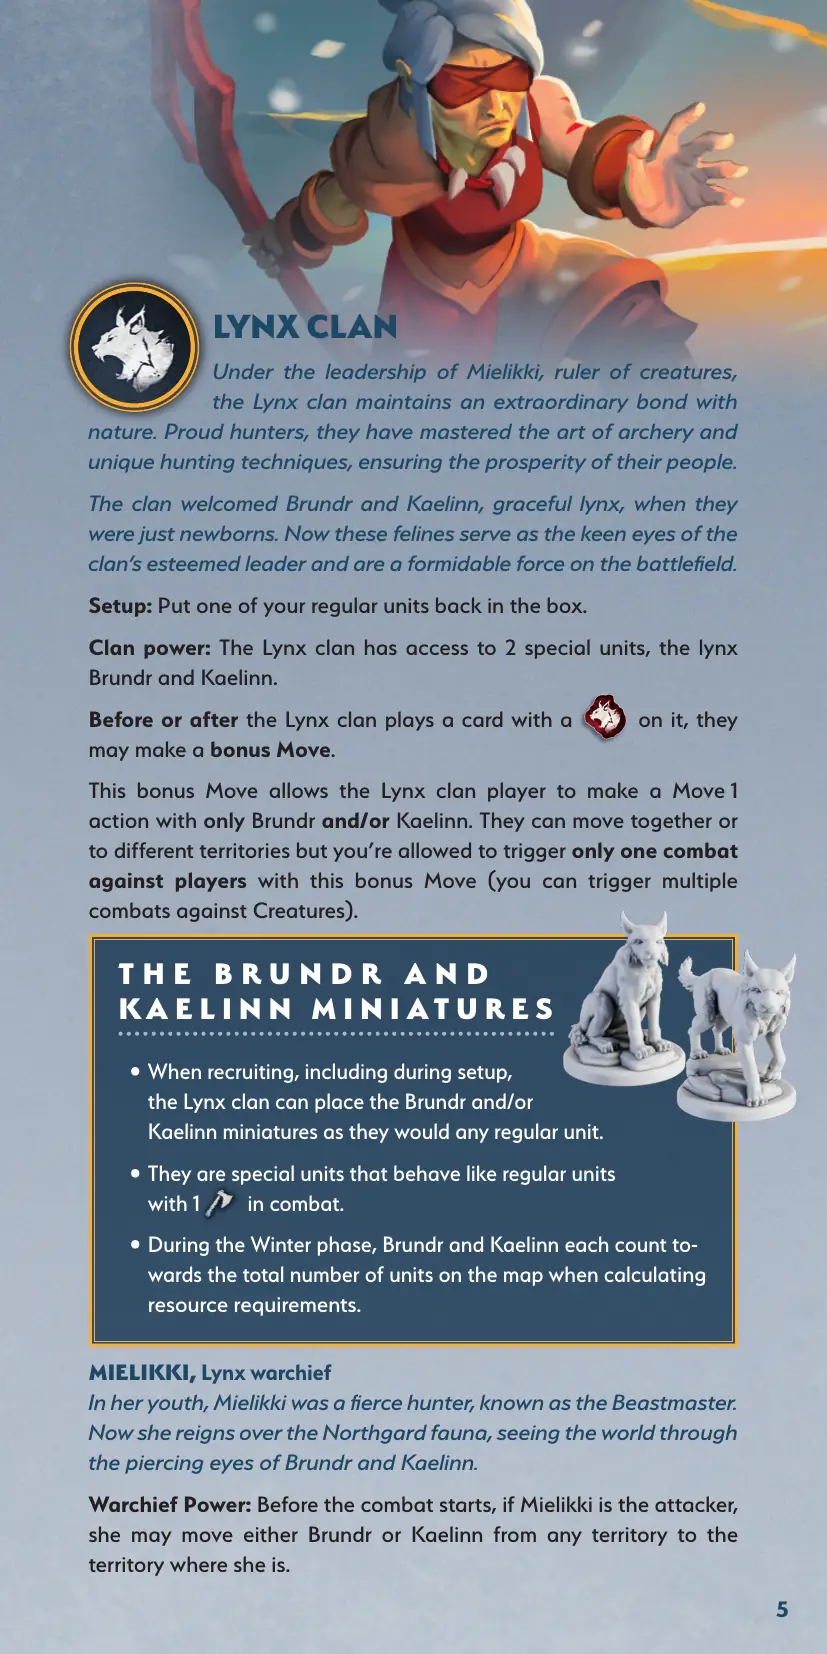 LYNX CLAN
Under the leadership of Mielikki, ruler of creatures,
the Lynx clan maintains an extraordinary bond with
nature. Proud hunters, they have mastered the art of archery and
unique hunting techniques, ensuring the prosperity of their people.
The clan welcomed Brundr and Kaelinn, graceful lynx, when they
were just newborns. Now these felines serve as the keen eyes of the
clan's esteemed leader and are a formidable force on the battlefield.
Setup: Put one of your regular units back in the box.
Clan power: The Lynx clan has access to 2 special units, the lynx
Brundr and Kaelinn.
Before or after the Lynx clan plays a card with a on it, they
may make a bonus Move.
This bonus Move allows the Lynx clan player to make a Move 1
action with only Brundr and/or Kaelinn. They can move together or
to different territories but you're allowed to trigger only one combat
against players with this bonus Move (you can trigger multiple
combats against Creatures).
THE BRUNDR AND
KAELINN MINIATURES
• When recruiting, including during setup,
the Lynx clan can place the Brundr and/or
Kaelinn miniatures as they would any regular unit.
• They are special units that behave like regular units
with 1 in combat.
• During the Winter phase, Brundr and Kaelinn each count to-
wards the total number of units on the map when calculating
resource requirements.
MIELIKKI, Lynx warchief
In her youth, Mielikki was a fierce hunter, known as the Beastmaster.
Now she reigns over the Northgard fauna, seeing the world through
the piercing eyes of Brundr and Kaelinn.
Warchief Power: Before the combat starts, if Mielikki is the attacker,
she may move either Brundr or Kaelinn from any territory to the
territory where she is.
5